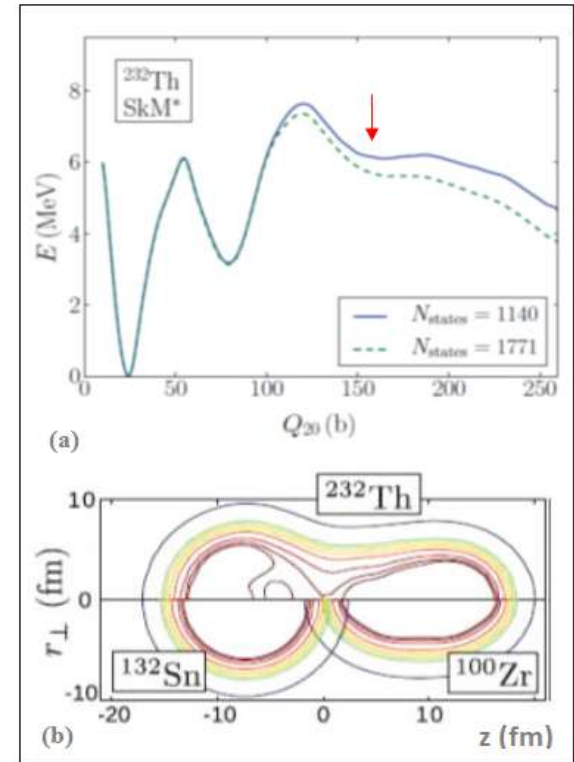 ²³²Th
SkM*
8
6
4
2
0
E (MeV)
N_states = 1140
N_states = 1771
0 50 100 150 200 250
Q₂₀ (b)
(a)
²³²Th
10
0
-10
r⊥ (fm)
¹³²Sn
¹⁰⁰Zr
-20 -10 0 10
(b)
z (fm)